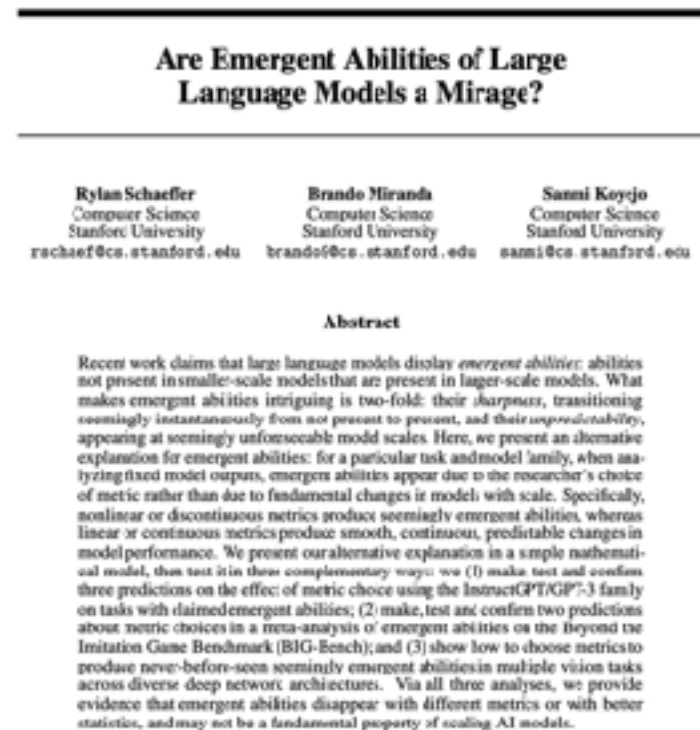 Are Emergent Abilities of Large
Language Models a Mirage?
Rylan Schaeffer
Brando Miranda
Sanmi Koyejo
Computer Science
Computer Science
Computer Science
Stanford University
Stanford University
Stanford University
rschaef@cs.stanford.edu
brando9@cs.stanford.edu
sanmi@cs.stanford.edu
Abstract
Recent work claims that large language models display emergent abilities: abilities
not present in smaller-scale models that are present in larger-scale models. What
makes emergent abilities intriguing is two-fold: their sharpness, transitioning
seemingly instantaneously from not present to present, and their unpredictability,
appearing at seemingly unforeseeable model scales. Here, we present an alternative
explanation for emergent abilities: for a particular task and model family, when ana-
lyzing fixed model outputs, emergent abilities appear due to the researcher's choice
of metric rather than due to fundamental changes in models with scale. Specifically,
nonlinear or discontinuous metrics produce seemingly emergent abilities, whereas
linear or continuous metrics produce smooth, continuous, predictable changes in
model performance. We present our alternative explanation in a simple mathemati-
cal model, then test it in three complementary ways: we (1) make, test and confirm
three predictions on the effect of metric choice using the InstructGPT/GPT-3 family
on tasks with claimed emergent abilities; (2) make, test and confirm two predictions
about metric choices in a meta-analysis of emergent abilities on the Beyond the
Imitation Game Benchmark (BIG-Bench); and (3) show how to choose metrics to
produce never-before-seen seemingly emergent abilities in multiple vision tasks
across diverse deep network architectures. Via all three analyses, we provide
evidence that emergent abilities disappear with different metrics or with better
statistics, and may not be a fundamental property of scaling AI models.